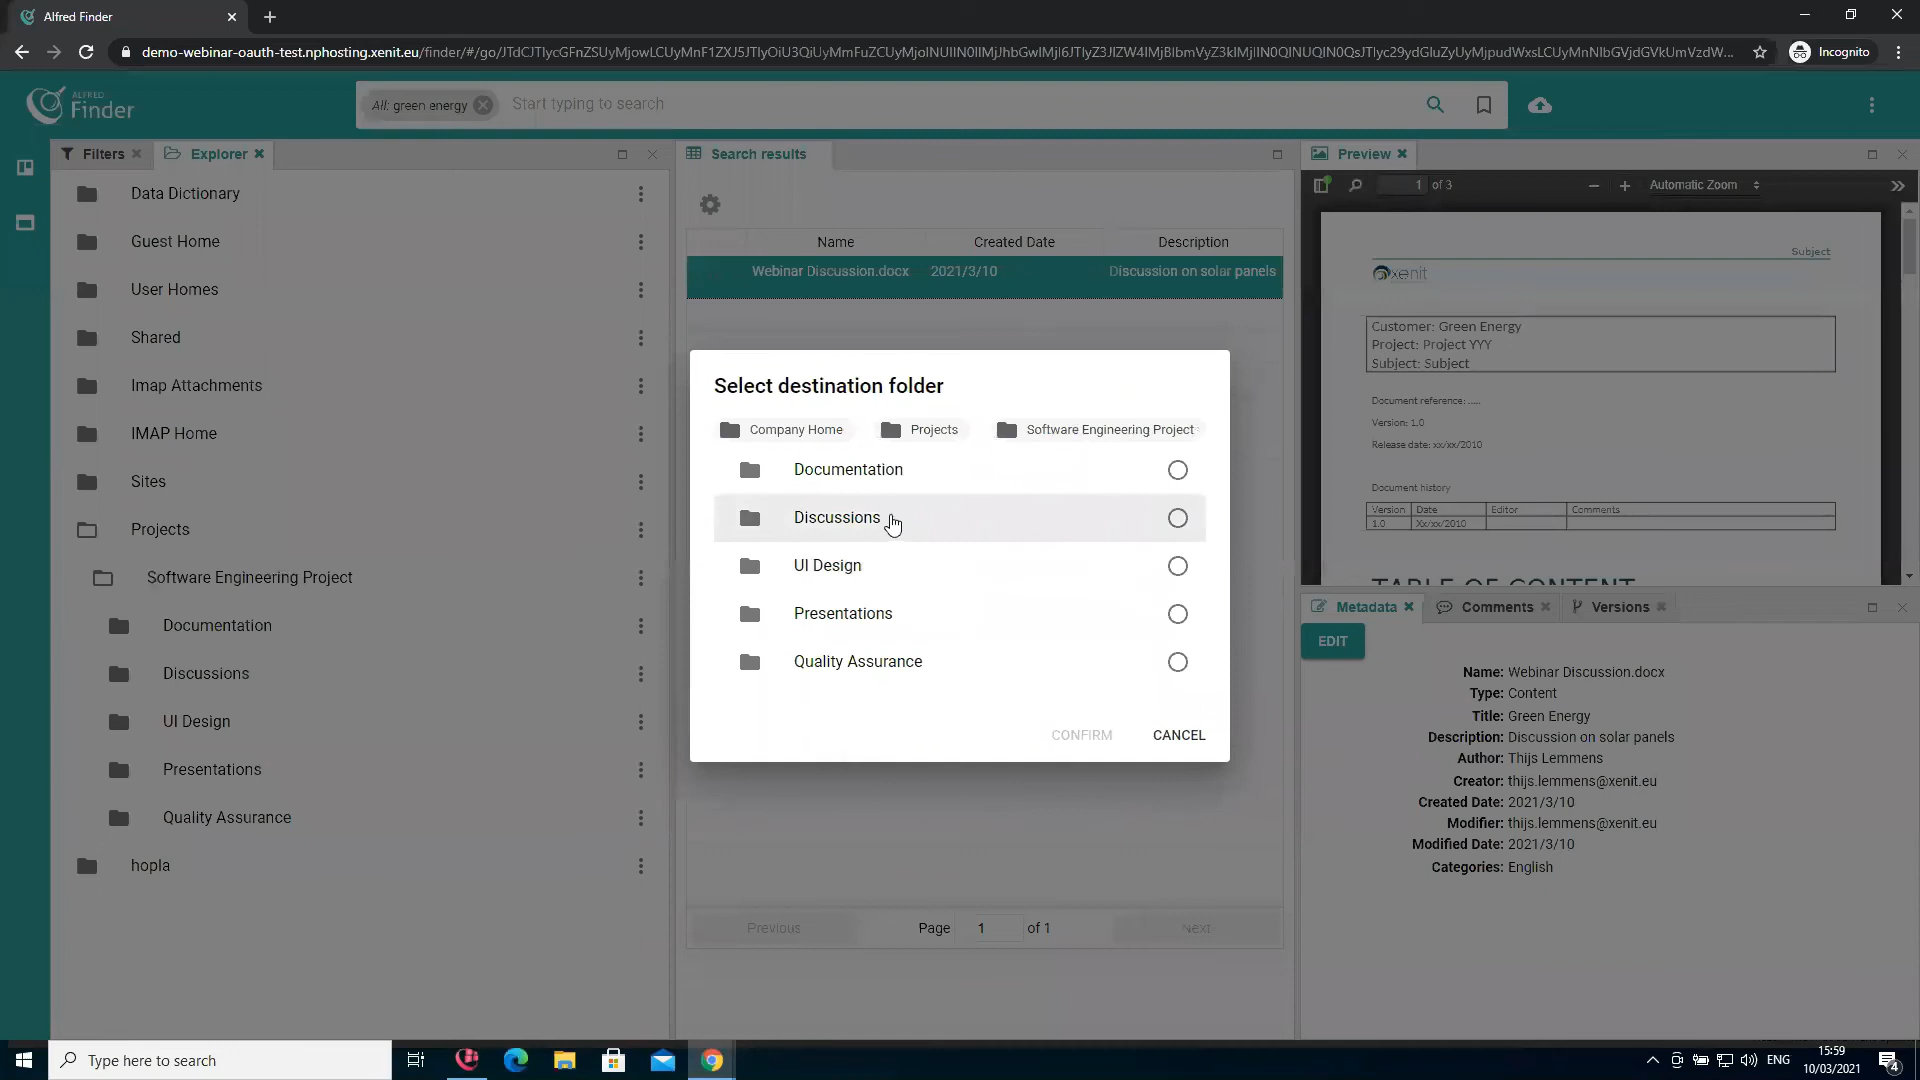 Alfred Finder
demo-webinar-oauth-test.nphosting.xenit.eu/finder/#/go/
Incognito
ALFRED
Finder
All: green energy
Start typing to search
Filters
Explorer
Search results
Preview
Data Dictionary
Guest Home
User Homes
Shared
Imap Attachments
IMAP Home
Sites
Projects
Software Engineering Project
Documentation
Discussions
UI Design
Presentations
Quality Assurance
hopla
Name Created Date Description
Webinar Discussion.docx 2021/3/10 Discussion on solar panels
Select destination folder
Company Home Projects Software Engineering Project
Documentation
Discussions
UI Design
Presentations
Quality Assurance
CONFIRM CANCEL
Previous Page 1 of 1 Next
1 of 3 Automatic Zoom
Subject
xenit
Customer: Green Energy
Project: Project YYY
Subject: Subject
Document reference: .....
Version: 1.0
Release date: xx/xx/2010
Document history
Version Date Editor Comments
1.0 Xx/xx/2010
TABLE OF CONTENT
Metadata Comments Versions
EDIT
Name: Webinar Discussion.docx
Type: Content
Title: Green Energy
Description: Discussion on solar panels
Author: Thijs Lemmens
Creator: thijs.lemmens@xenit.eu
Created Date: 2021/3/10
Modifier: thijs.lemmens@xenit.eu
Modified Date: 2021/3/10
Categories: English
Type here to search
ENG
15:59
10/03/2021
4